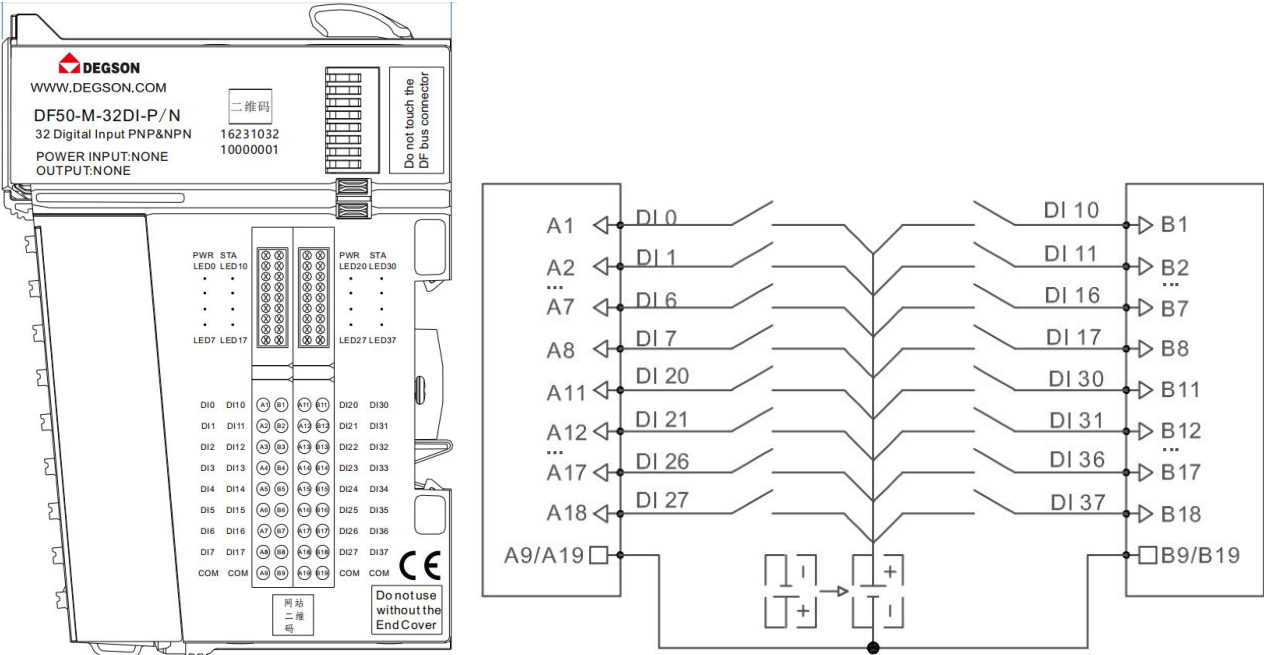 DEGSON
WWW.DEGSON.COM
DF50-M-32DI-P/N
32 Digital Input PNP&NPN
POWER INPUT:NONE
OUTPUT:NONE
二维码
16231032
10000001
Do not touch the
DF bus connector
PWR STA
LED0 LED10
LED7 LED17
PWR STA
LED20 LED30
LED27 LED37
DI0 DI10 A1 B1 A11 B11 DI20 DI30
DI1 DI11 A2 B2 A12 B12 DI21 DI31
DI2 DI12 A3 B3 A13 B13 DI22 DI32
DI3 DI13 A4 B4 A14 B14 DI23 DI33
DI4 DI14 A5 B5 A15 B15 DI24 DI34
DI5 DI15 A6 B6 A16 B16 DI25 DI35
DI6 DI16 A7 B7 A17 B17 DI26 DI36
DI7 DI17 A8 B8 A18 B18 DI27 DI37
COM COM A9 B9 A19 B19 COM COM
CE
网站
二维
码
Do not use
without the
End Cover
A1 DI 0 DI 10 B1
A2 DI 1 DI 11 B2
... ...
A7 DI 6 DI 16 B7
A8 DI 7 DI 17 B8
A11 DI 20 DI 30 B11
A12 DI 21 DI 31 B12
... ...
A17 DI 26 DI 36 B17
A18 DI 27 DI 37 B18
A9/A19 B9/B19
- +
+ -